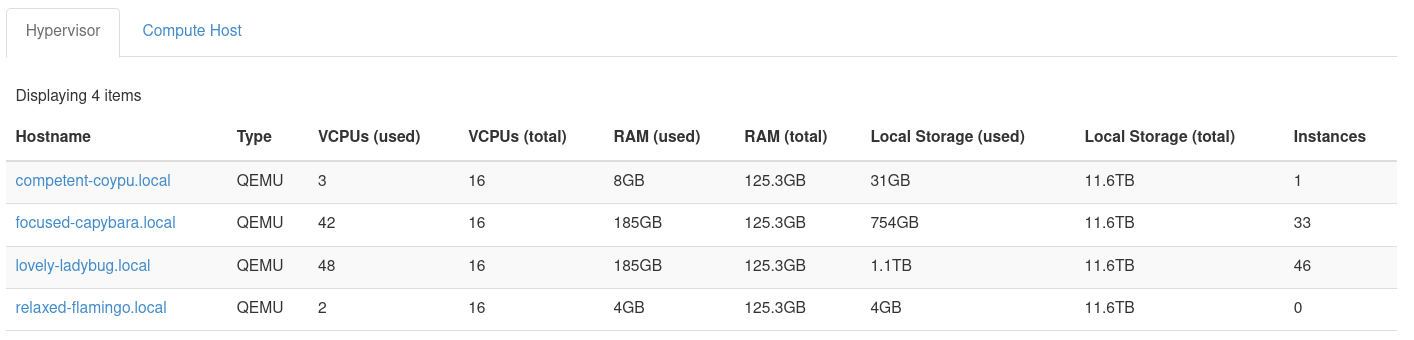 Hypervisor Compute Host
Displaying 4 items
Hostname Type VCPUs (used) VCPUs (total) RAM (used) RAM (total) Local Storage (used) Local Storage (total) Instances
competent-coypu.local QEMU 3 16 8GB 125.3GB 31GB 11.6TB 1
focused-capybara.local QEMU 42 16 185GB 125.3GB 754GB 11.6TB 33
lovely-ladybug.local QEMU 48 16 185GB 125.3GB 1.1TB 11.6TB 46
relaxed-flamingo.local QEMU 2 16 4GB 125.3GB 4GB 11.6TB 0